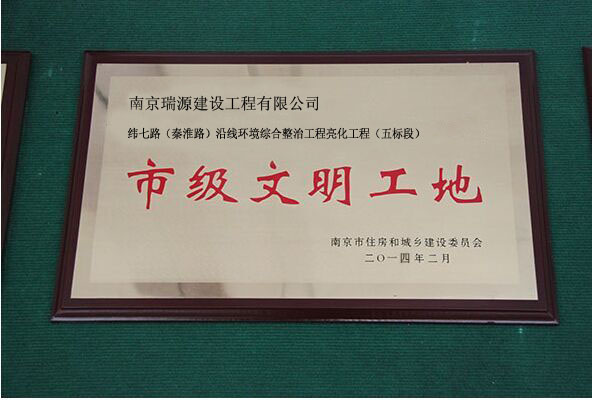 南京瑞源建设工程有限公司
纬七路（秦淮路）沿线环境综合整治工程亮化工程（五标段）
市级文明工地
南京市住房和城乡建设委员会
二〇一四年二月